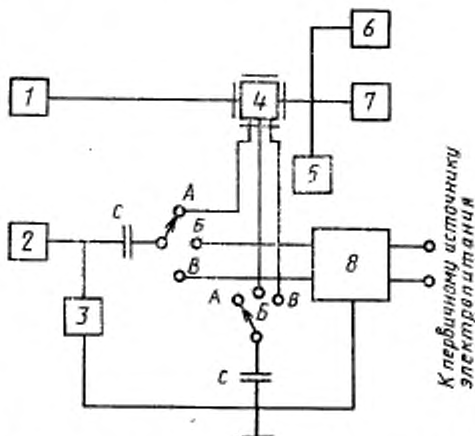 6
1
4
7
5
А
С
2
Б
В
8
3
А
Б
В
С
К первичному источнику
электропитания